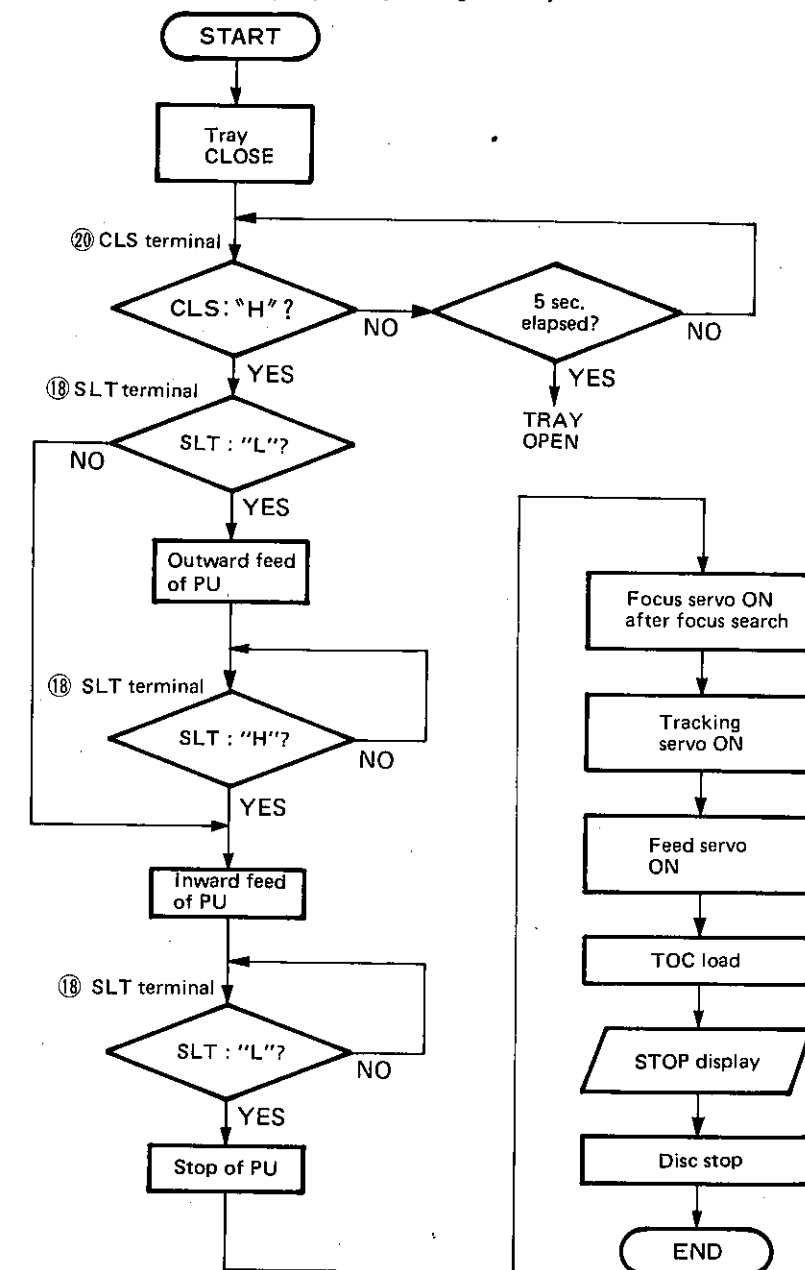 START
Tray
CLOSE
⑳ CLS terminal
CLS: "H" ?
NO
5 sec.
elapsed?
NO
YES
YES
TRAY
OPEN
⑱ SLT terminal
SLT : "L"?
NO
YES
Outward feed
of PU
⑱ SLT terminal
SLT : "H"?
NO
YES
Inward feed
of PU
⑱ SLT terminal
SLT : "L"?
NO
YES
Stop of PU
Focus servo ON
after focus search
Tracking
servo ON
Feed servo
ON
TOC load
STOP display
Disc stop
END